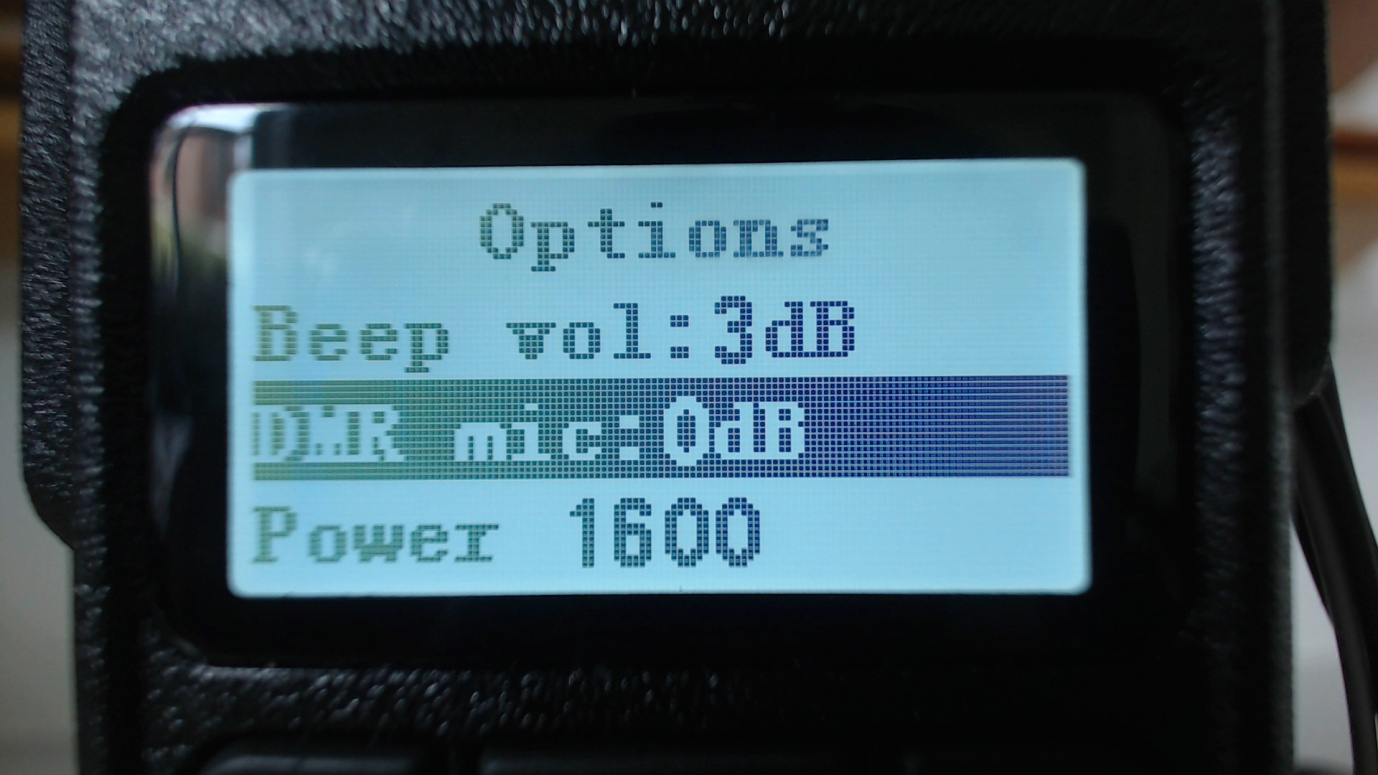 Options
Beep vol:3dB
DMR mic:0dB
Power 1600